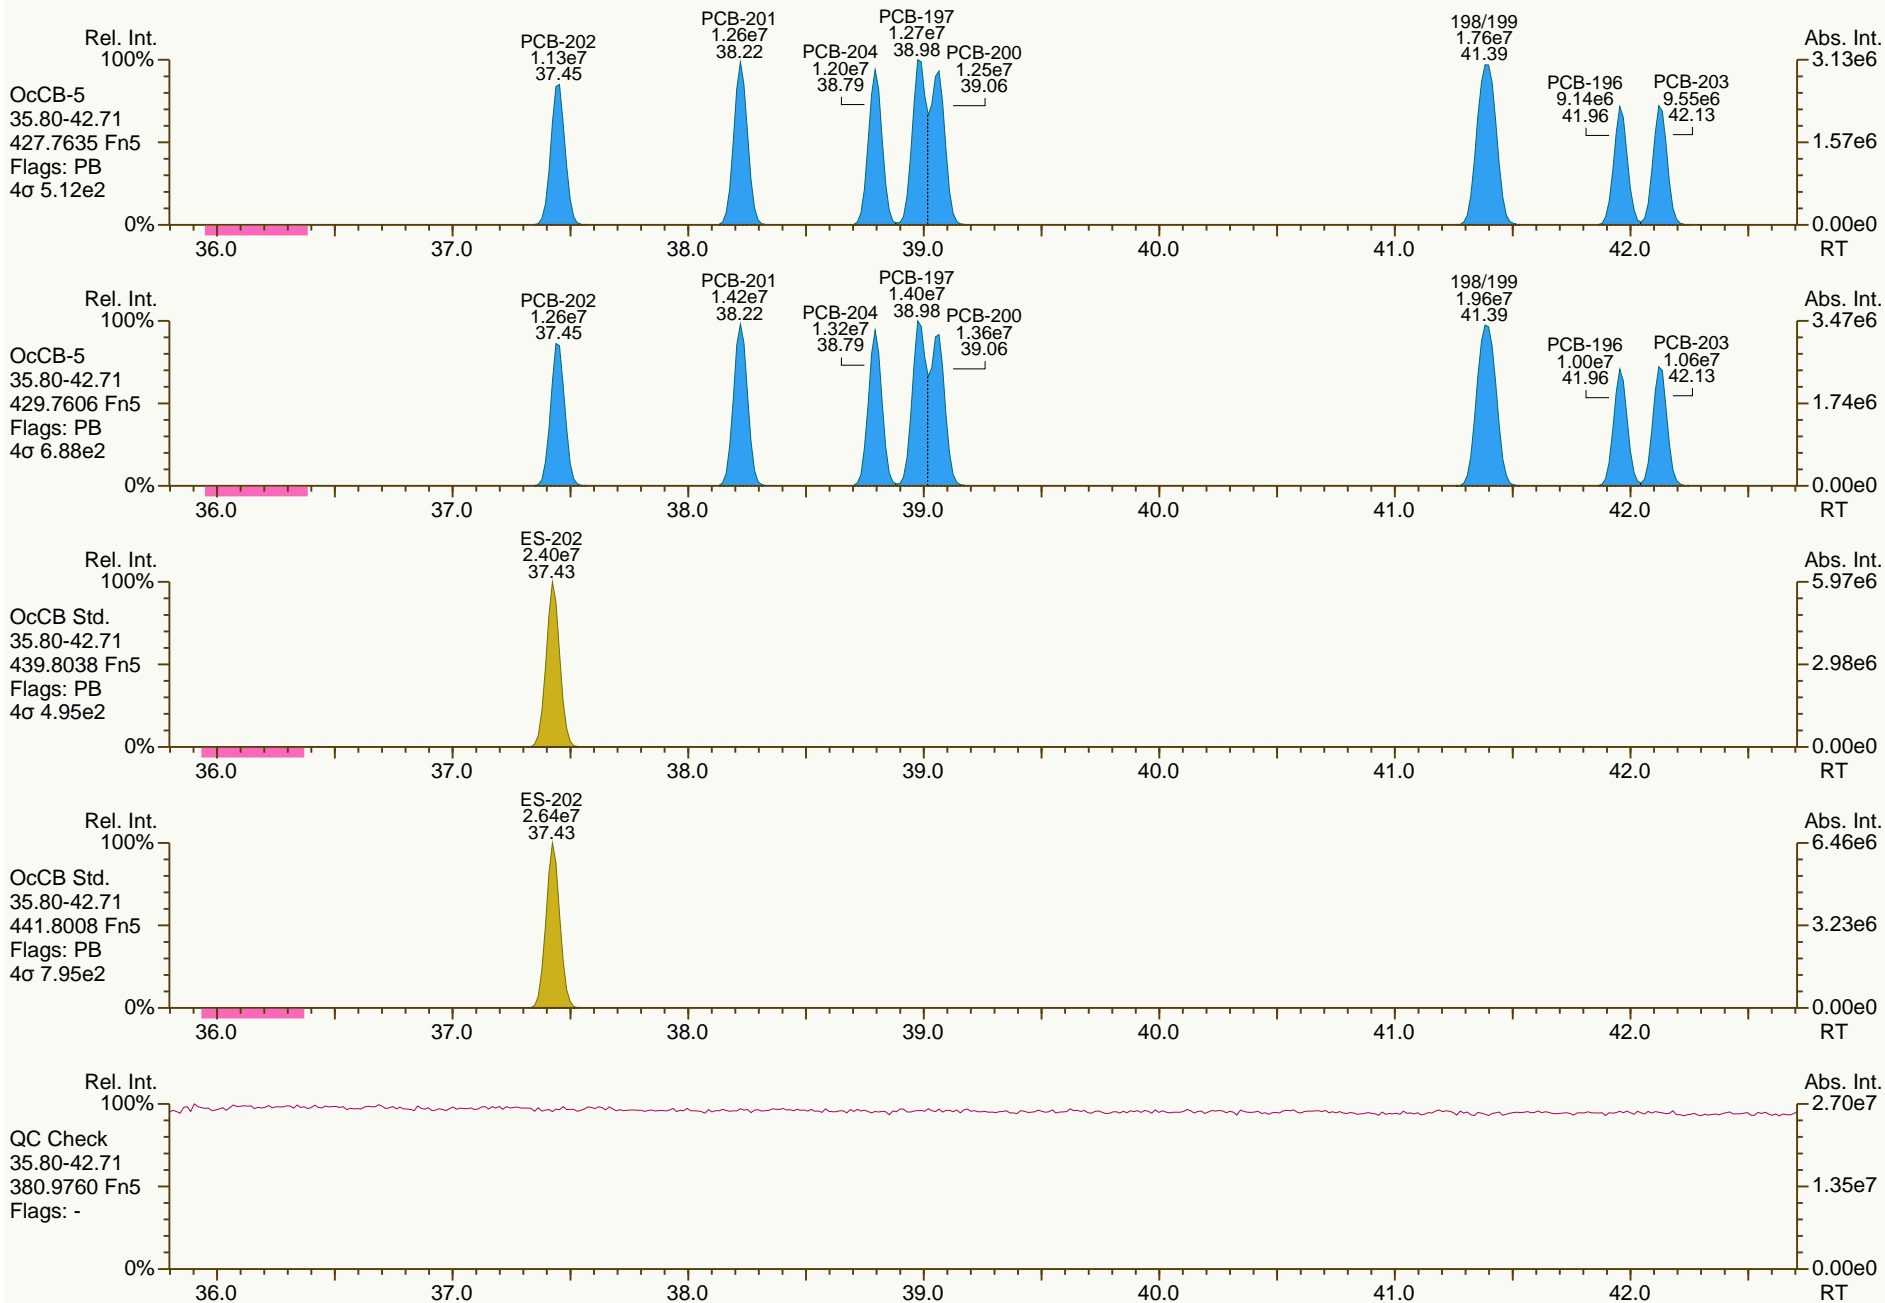 Rel. Int.
100%
0%
OcCB-5
35.80-42.71
427.7635 Fn5
Flags: PB
4σ 5.12e2
PCB-202
1.13e7
37.45
PCB-201
1.26e7
38.22
PCB-204
1.20e7
38.79
PCB-197
1.27e7
38.98
PCB-200
1.25e7
39.06
198/199
1.76e7
41.39
PCB-196
9.14e6
41.96
PCB-203
9.55e6
42.13
Abs. Int.
3.13e6
1.57e6
0.00e0
36.0 37.0 38.0 39.0 40.0 41.0 42.0 RT
Rel. Int.
100%
0%
OcCB-5
35.80-42.71
429.7606 Fn5
Flags: PB
4σ 6.88e2
PCB-202
1.26e7
37.45
PCB-201
1.42e7
38.22
PCB-204
1.32e7
38.79
PCB-197
1.40e7
38.98
PCB-200
1.36e7
39.06
198/199
1.96e7
41.39
PCB-196
1.00e7
41.96
PCB-203
1.06e7
42.13
Abs. Int.
3.47e6
1.74e6
0.00e0
36.0 37.0 38.0 39.0 40.0 41.0 42.0 RT
Rel. Int.
100%
0%
OcCB Std.
35.80-42.71
439.8038 Fn5
Flags: PB
4σ 4.95e2
ES-202
2.40e7
37.43
Abs. Int.
5.97e6
2.98e6
0.00e0
36.0 37.0 38.0 39.0 40.0 41.0 42.0 RT
Rel. Int.
100%
0%
OcCB Std.
35.80-42.71
441.8008 Fn5
Flags: PB
4σ 7.95e2
ES-202
2.64e7
37.43
Abs. Int.
6.46e6
3.23e6
0.00e0
36.0 37.0 38.0 39.0 40.0 41.0 42.0 RT
Rel. Int.
100%
0%
QC Check
35.80-42.71
380.9760 Fn5
Flags: -
Abs. Int.
2.70e7
1.35e7
0.00e0
36.0 37.0 38.0 39.0 40.0 41.0 42.0 RT